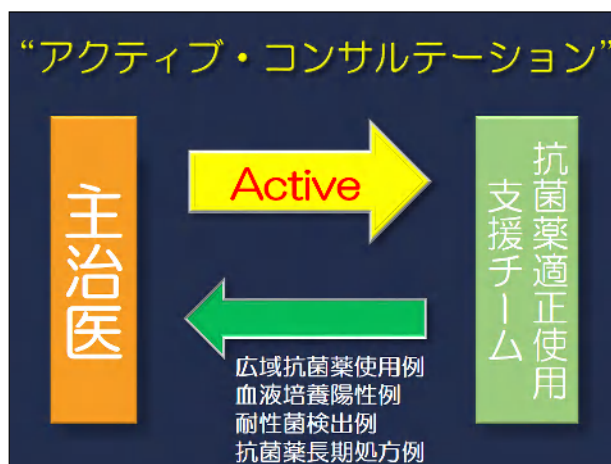 “アクティブ・コンサルテーション”
主治医
Active
抗菌薬適正使用
支援チーム
広域抗菌薬使用例
血液培養陽性例
耐性菌検出例
抗菌薬長期処方例